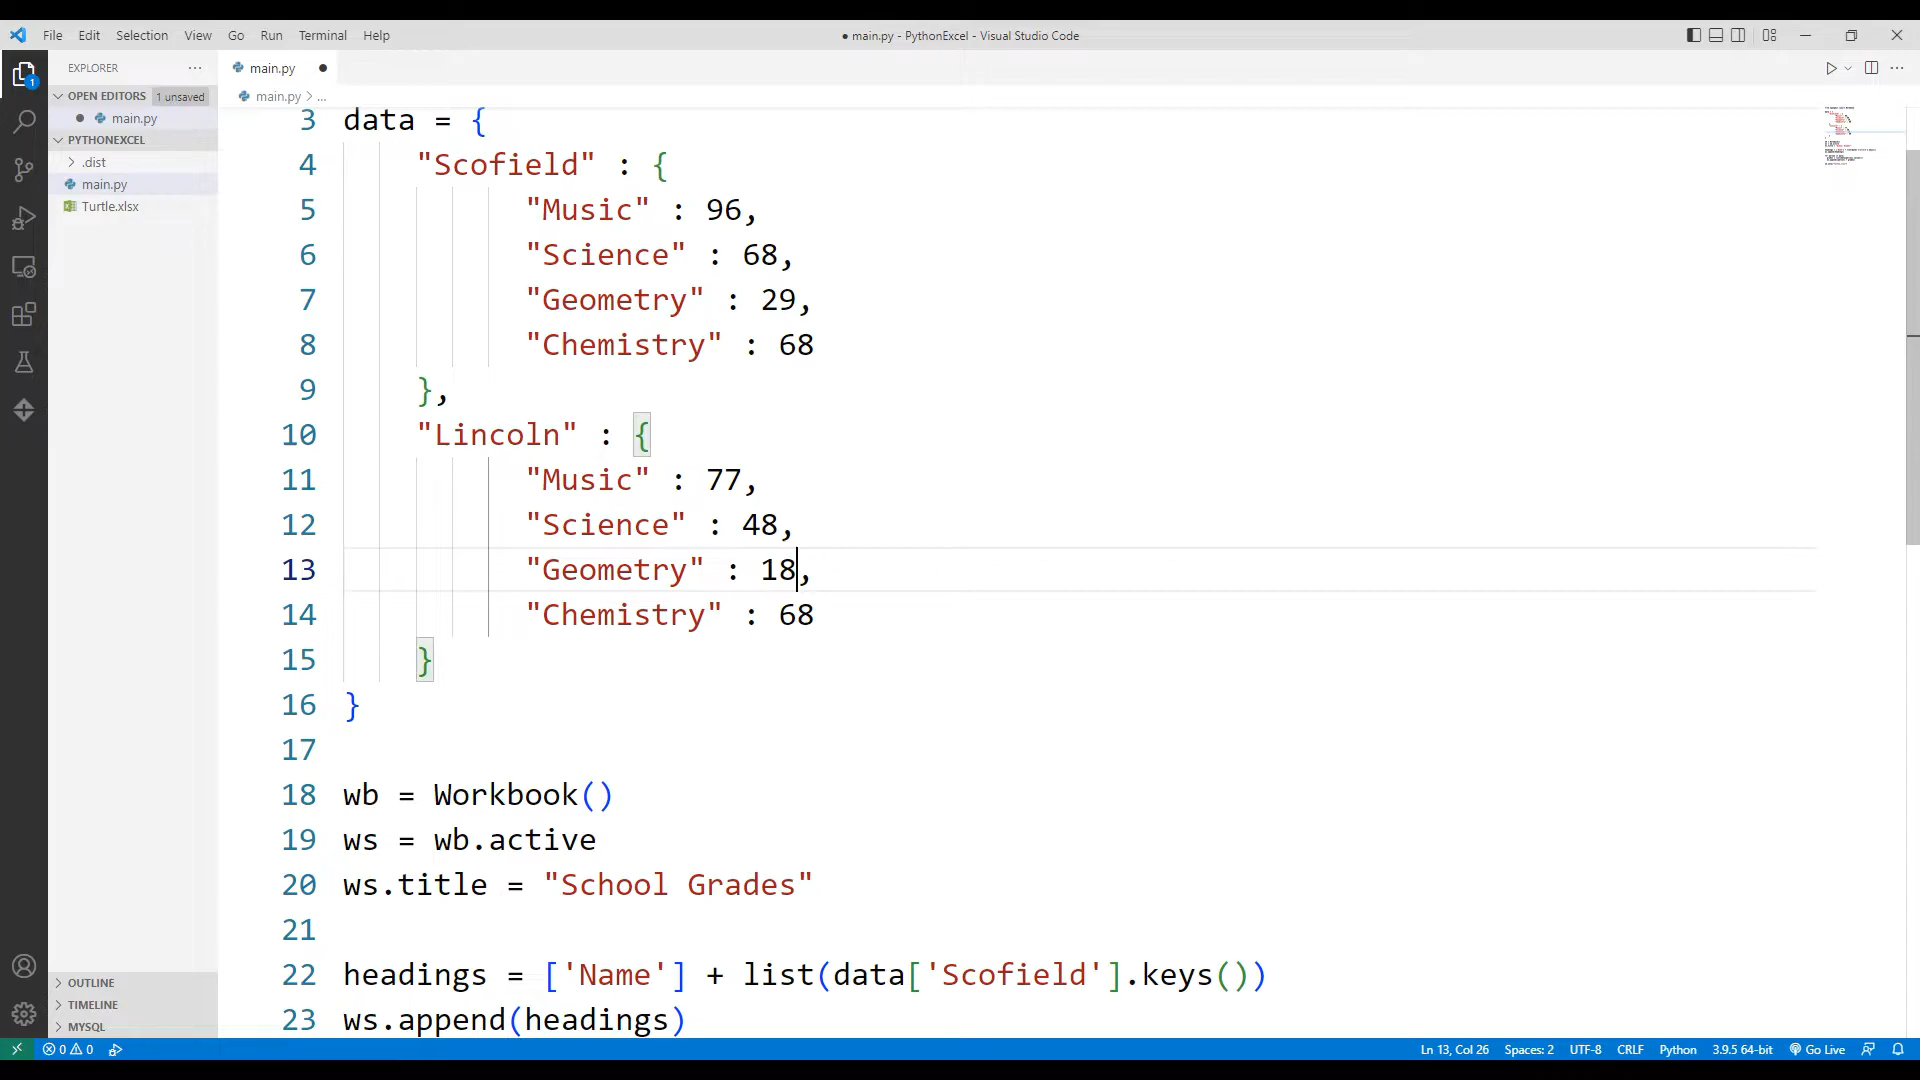 File Edit Selection View Go Run Terminal Help
● main.py - PythonExcel - Visual Studio Code
EXPLORER ···
OPEN EDITORS 1 unsaved
● main.py
PYTHONEXCEL
.dist
main.py
Turtle.xlsx
OUTLINE
TIMELINE
MYSQL
main.py ●
main.py > ...
3 data = {
4 "Scofield" : {
5 "Music" : 96,
6 "Science" : 68,
7 "Geometry" : 29,
8 "Chemistry" : 68
9 },
10 "Lincoln" : {
11 "Music" : 77,
12 "Science" : 48,
13 "Geometry" : 18,
14 "Chemistry" : 68
15 }
16 }
17
18 wb = Workbook()
19 ws = wb.active
20 ws.title = "School Grades"
21
22 headings = ['Name'] + list(data['Scofield'].keys())
23 ws.append(headings)
1
0 0 Ln 13, Col 26 Spaces: 2 UTF-8 CRLF Python 3.9.5 64-bit Go Live